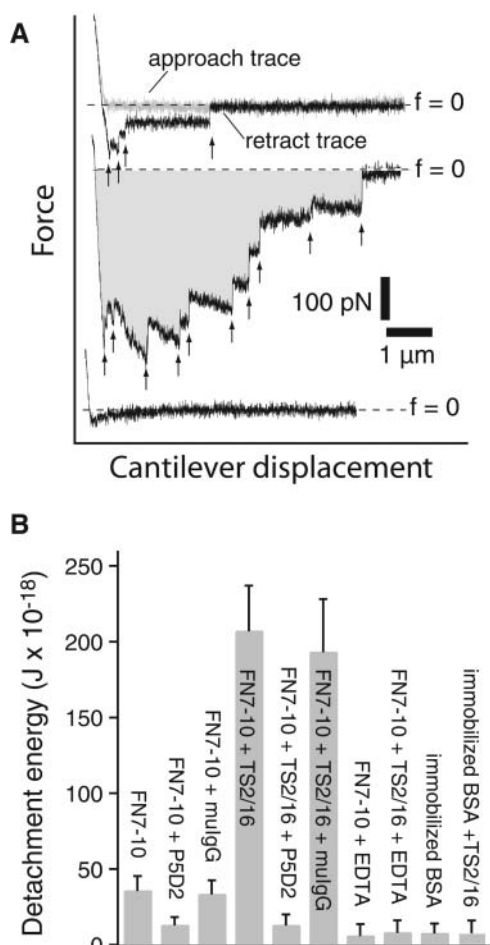 A
approach trace
f = 0
retract trace
f = 0
Force
100 pN
1 μm
f = 0
Cantilever displacement
B
Detachment energy (J x 10-18)
250
200
150
100
50
0
FN7-10
FN7-10 + P5D2
FN7-10 + muIgG
FN7-10 + TS2/16
FN7-10 + TS2/16 + P5D2
FN7-10 + TS2/16 + muIgG
FN7-10 + EDTA
FN7-10 + TS2/16 + EDTA
immobilized BSA
immobilized BSA +TS2/16